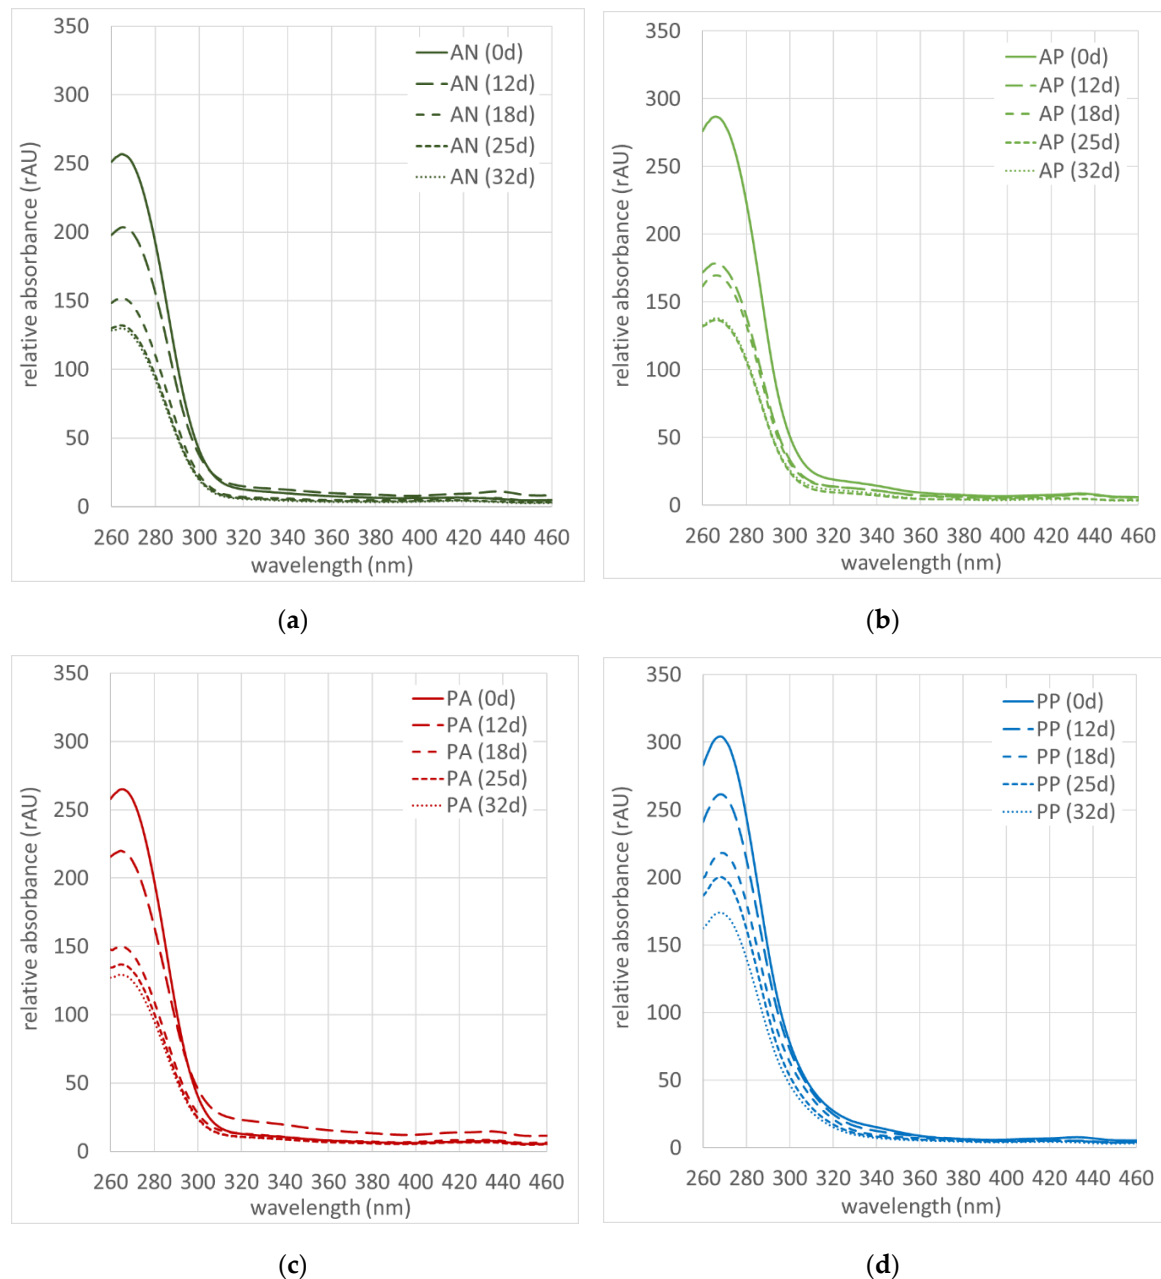 350
300
250
200
150
100
50
0
relative absorbance (rAU)
AN (0d)
AN (12d)
AN (18d)
AN (25d)
AN (32d)
260 280 300 320 340 360 380 400 420 440 460
wavelength (nm)
(a)
350
300
250
200
150
100
50
0
relative absorbance (rAU)
AP (0d)
AP (12d)
AP (18d)
AP (25d)
AP (32d)
260 280 300 320 340 360 380 400 420 440 460
wavelength (nm)
(b)
350
300
250
200
150
100
50
0
relative absorbance (rAU)
PA (0d)
PA (12d)
PA (18d)
PA (25d)
PA (32d)
260 280 300 320 340 360 380 400 420 440 460
wavelength (nm)
(c)
350
300
250
200
150
100
50
0
relative absorbance (rAU)
PP (0d)
PP (12d)
PP (18d)
PP (25d)
PP (32d)
260 280 300 320 340 360 380 400 420 440 460
wavelength (nm)
(d)